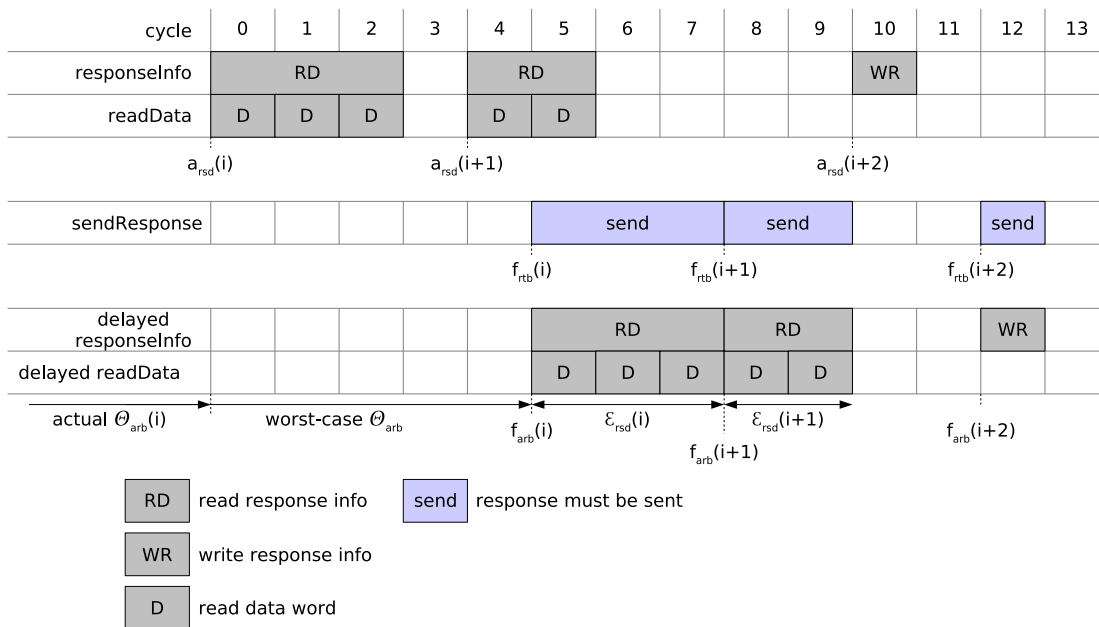 cycle 0 1 2 3 4 5 6 7 8 9 10 11 12 13
responseInfo RD RD WR
readData D D D D D
a_rsd(i) a_rsd(i+1) a_rsd(i+2)
sendResponse send send send
f_rtb(i) f_rtb(i+1) f_rtb(i+2)
delayed
responseInfo RD RD WR
delayed readData D D D D D
actual Θ_arb(i) worst-case Θ_arb f_arb(i) ℰ_rsd(i) ℰ_rsd(i+1) f_arb(i+2)
f_arb(i+1)
RD read response info send response must be sent
WR write response info
D read data word